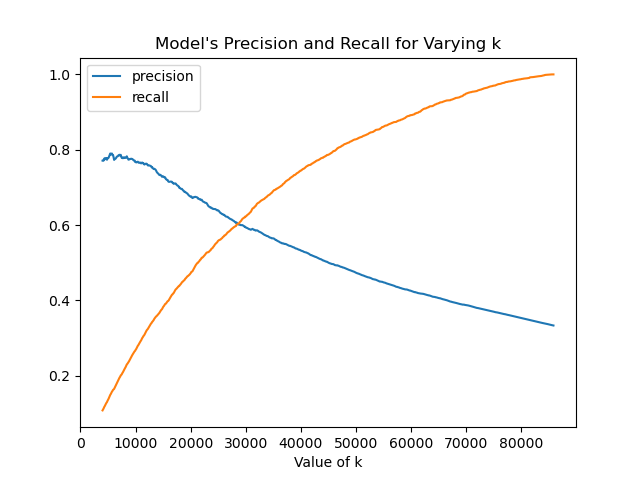 Model's Precision and Recall for Varying k
1.0
0.8
0.6
0.4
0.2
precision
recall
0 10000 20000 30000 40000 50000 60000 70000 80000
Value of k